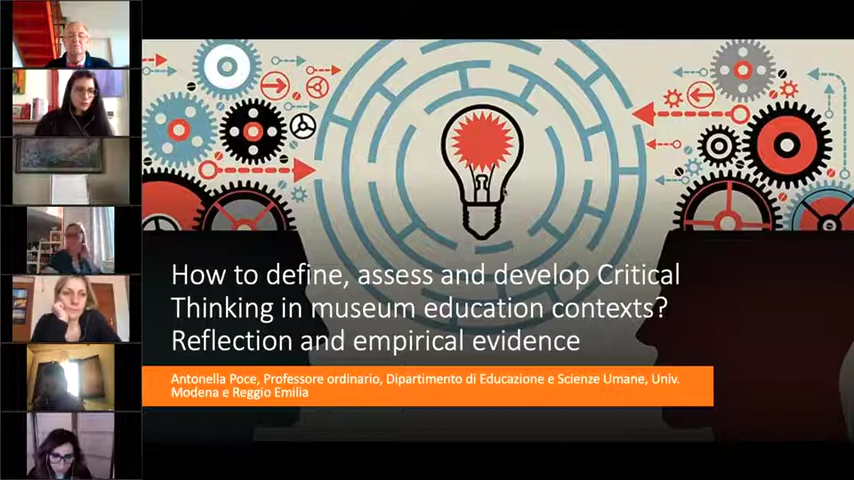 How to define, assess and develop Critical
Thinking in museum education contexts?
Reflection and empirical evidence
Antonella Poce, Professore ordinario, Dipartimento di Educazione e Scienze Umane, Univ.
Modena e Reggio Emilia